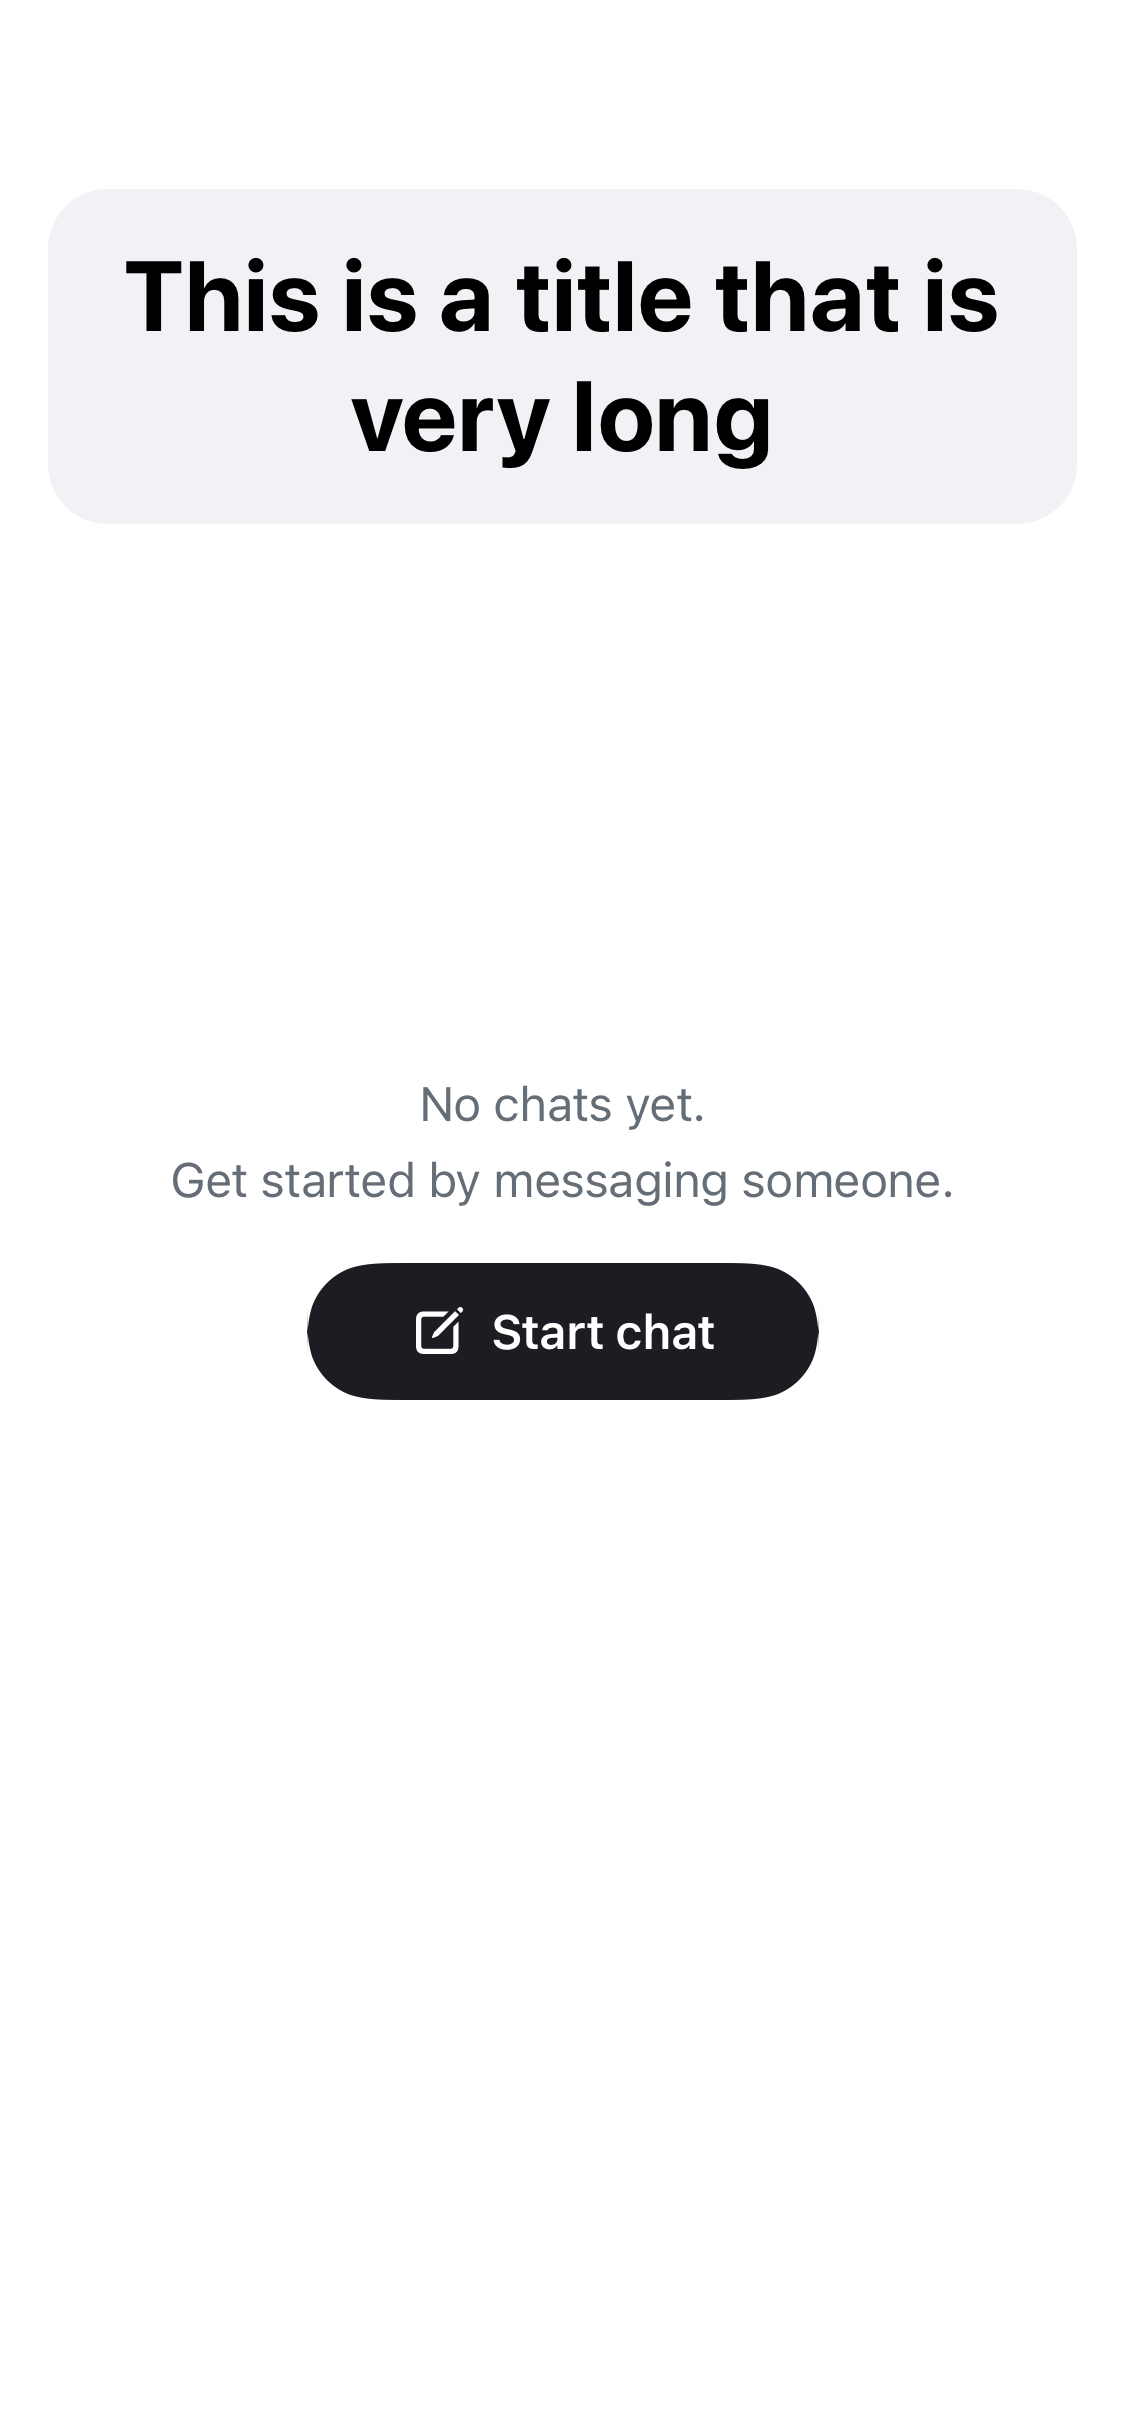 This is a title that is
very long
No chats yet.
Get started by messaging someone.
Start chat